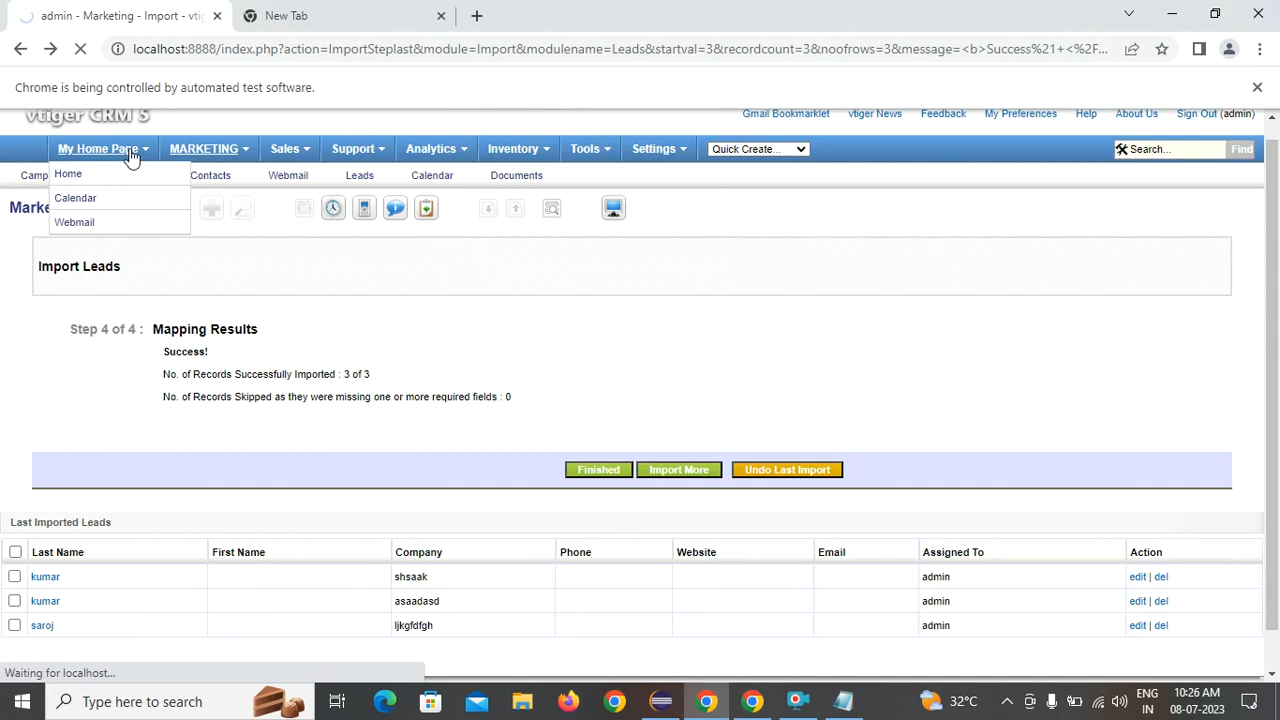 admin - Marketing - Import - vti
New Tab
localhost:8888/index.php?action=ImportSteplast&module=Import&modulename=Leads&startval=3&recordcount=3&noofrows=3&message=<b>Success%21+<%2F...
Chrome is being controlled by automated test software.
vtiger CRM 5
Gmail Bookmarklet vtiger News Feedback My Preferences Help About Us Sign Out (admin)
My Home Page MARKETING Sales Support Analytics Inventory Tools Settings Quick Create... Search... Find
Camp Contacts Webmail Leads Calendar Documents
Home
Calendar
Webmail
Marke
Import Leads
Step 4 of 4 : Mapping Results
Success!
No. of Records Successfully Imported : 3 of 3
No. of Records Skipped as they were missing one or more required fields : 0
Finished Import More Undo Last Import
Last Imported Leads
Last Name First Name Company Phone Website Email Assigned To Action
kumar shsaak admin edit | del
kumar asaadasd admin edit | del
saroj ljkgfdfgh admin edit | del
Waiting for localhost...
Type here to search
32°C
ENG
IN
10:26 AM
08-07-2023